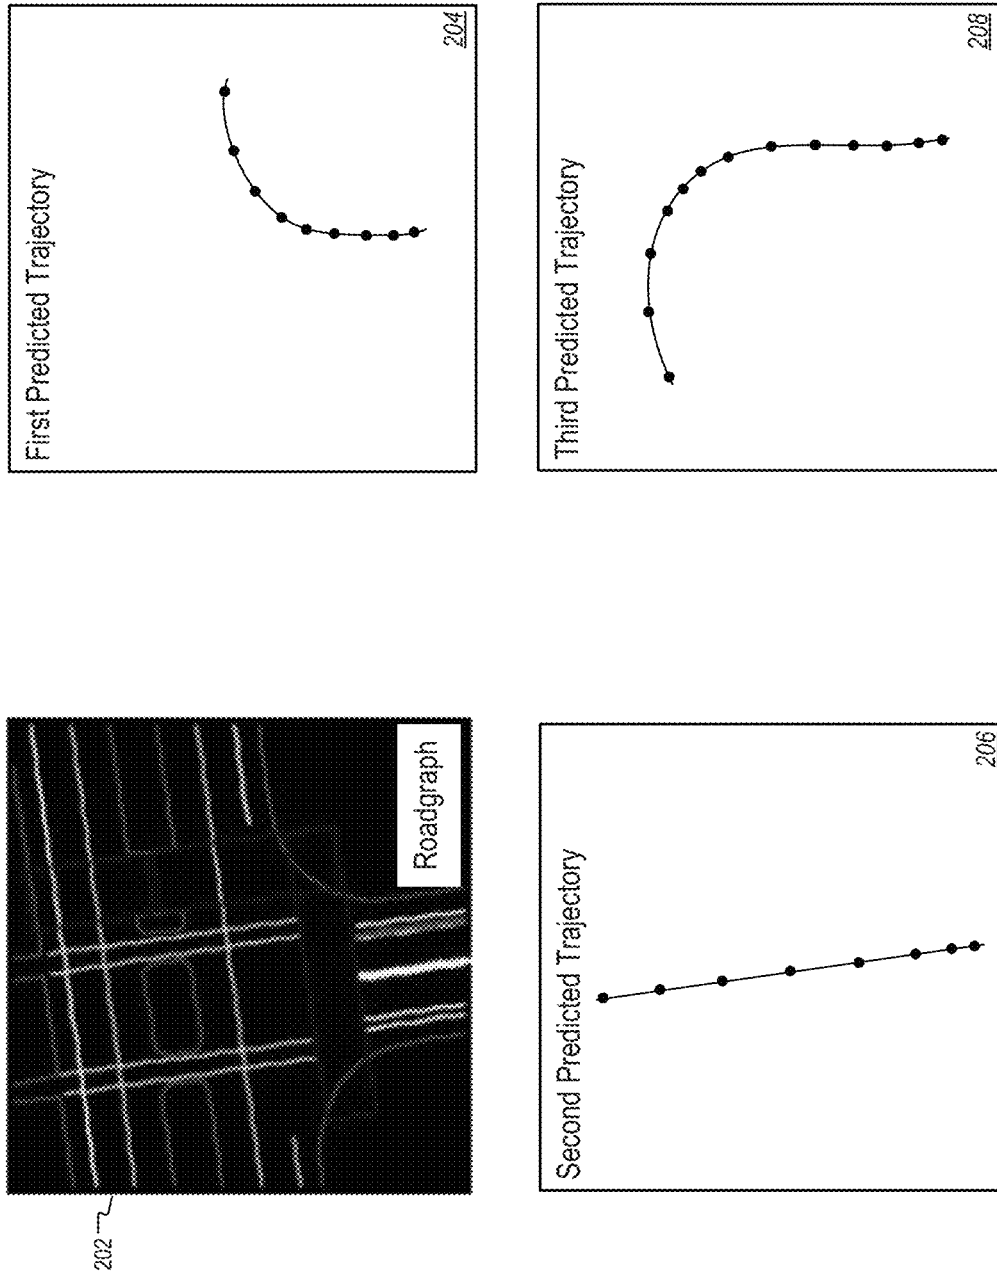 202
Roadgraph
First Predicted Trajectory
204
Second Predicted Trajectory
206
Third Predicted Trajectory
208